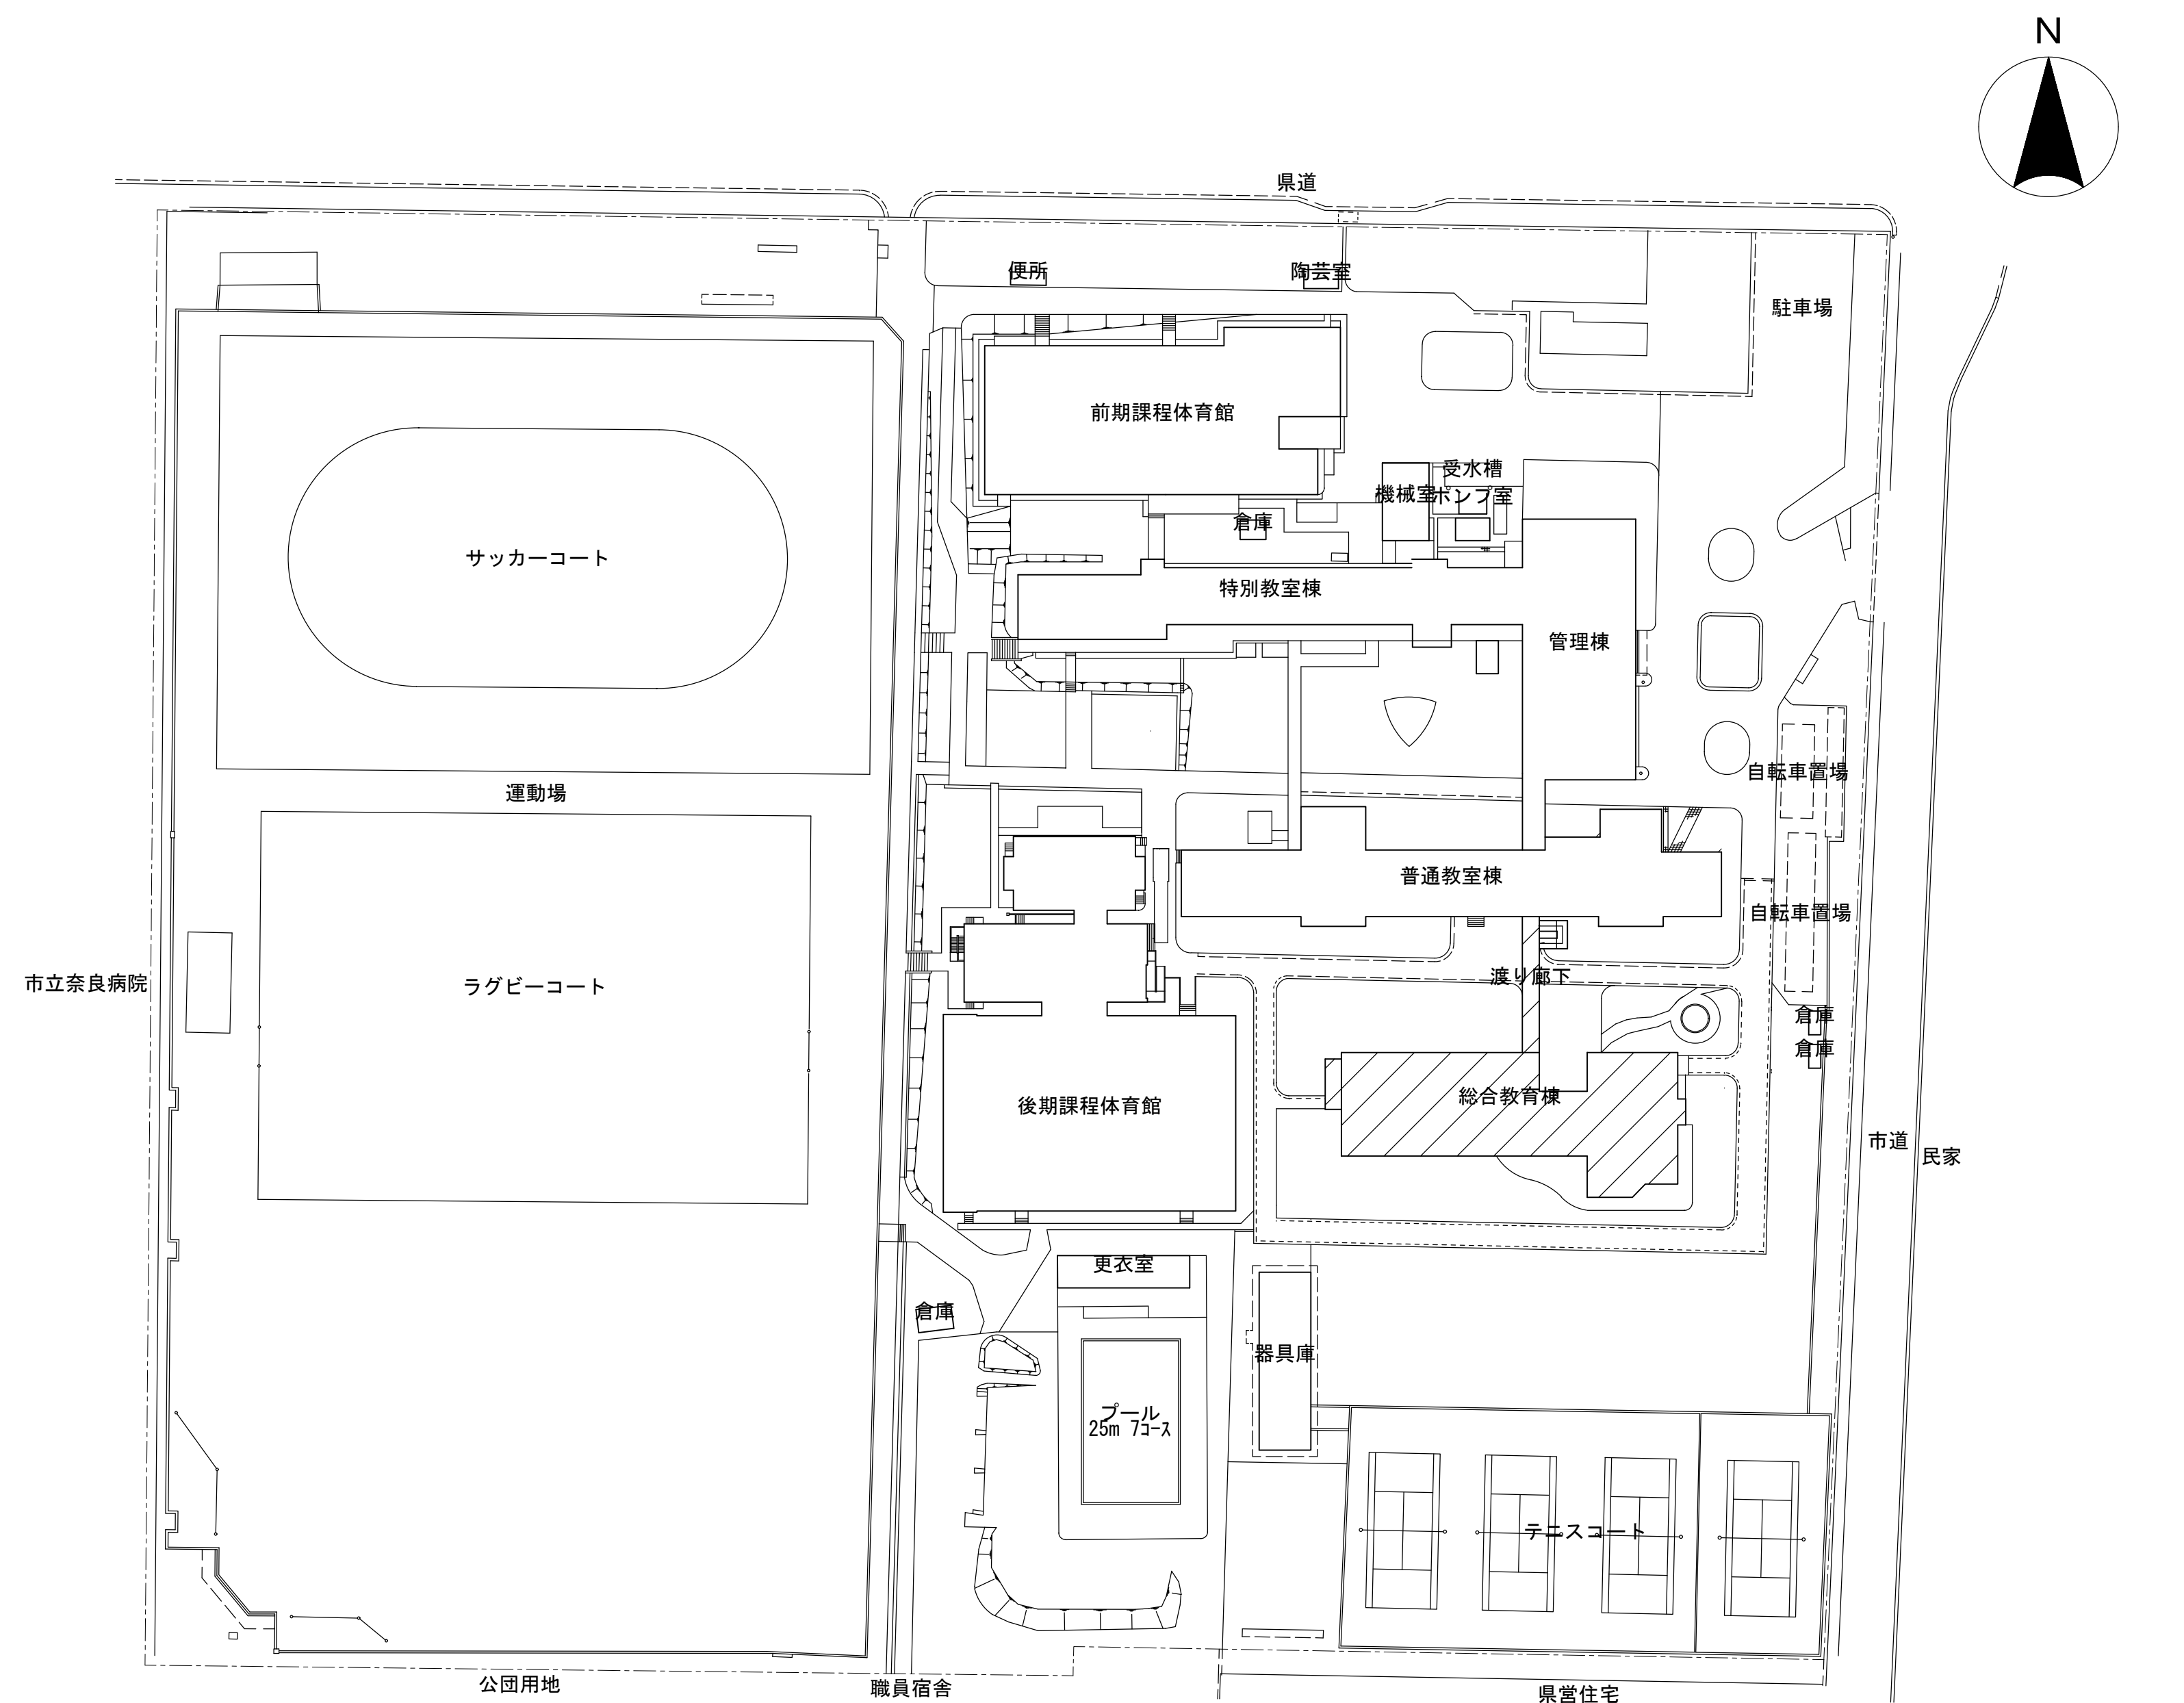 N
県道
便所
陶芸室
駐車場
前期課程体育館
受水槽
機械室
ポンプ室
倉庫
サッカーコート
特別教室棟
管理棟
自転車置場
運動場
普通教室棟
自転車置場
市立奈良病院
ラグビーコート
渡り廊下
倉庫
倉庫
後期課程体育館
総合教育棟
市道
民家
更衣室
倉庫
器具庫
プール
25m 7コース
テニスコート
公団用地
職員宿舎
県営住宅